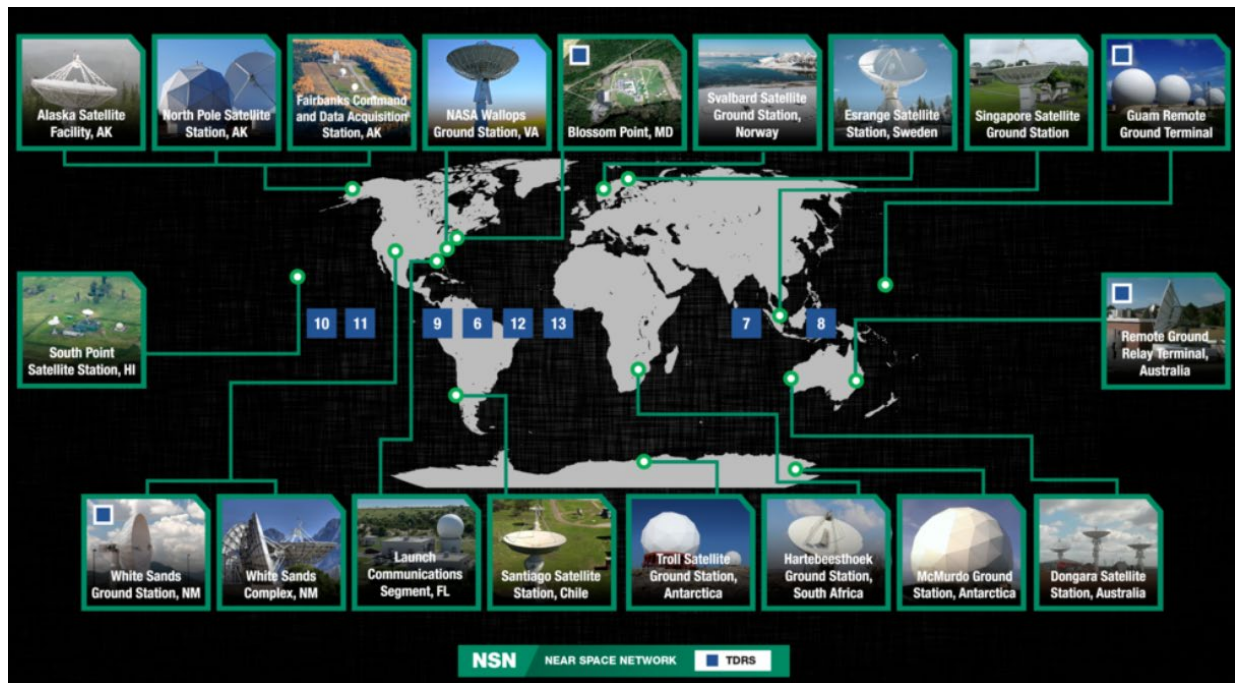 Alaska Satellite
Facility, AK
North Pole Satellite
Station, AK
Fairbanks Command
and Data Acquisition
Station, AK
NASA Wallops
Ground Station, VA
Blossom Point, MD
Svalbard Satellite
Ground Station,
Norway
Esrange Satellite
Station, Sweden
Singapore Satellite
Ground Station
Guam Remote
Ground Terminal
South Point
Satellite Station, HI
10
11
9
6
12
13
7
8
Remote Ground
Relay Terminal,
Australia
White Sands
Ground Station, NM
White Sands
Complex, NM
Launch
Communications
Segment, FL
Santiago Satellite
Station, Chile
Troll Satellite
Ground Station,
Antarctica
Hartebeesthoek
Ground Station,
South Africa
McMurdo Ground
Station, Antarctica
Dongara Satellite
Station, Australia
NSN NEAR SPACE NETWORK TDRS